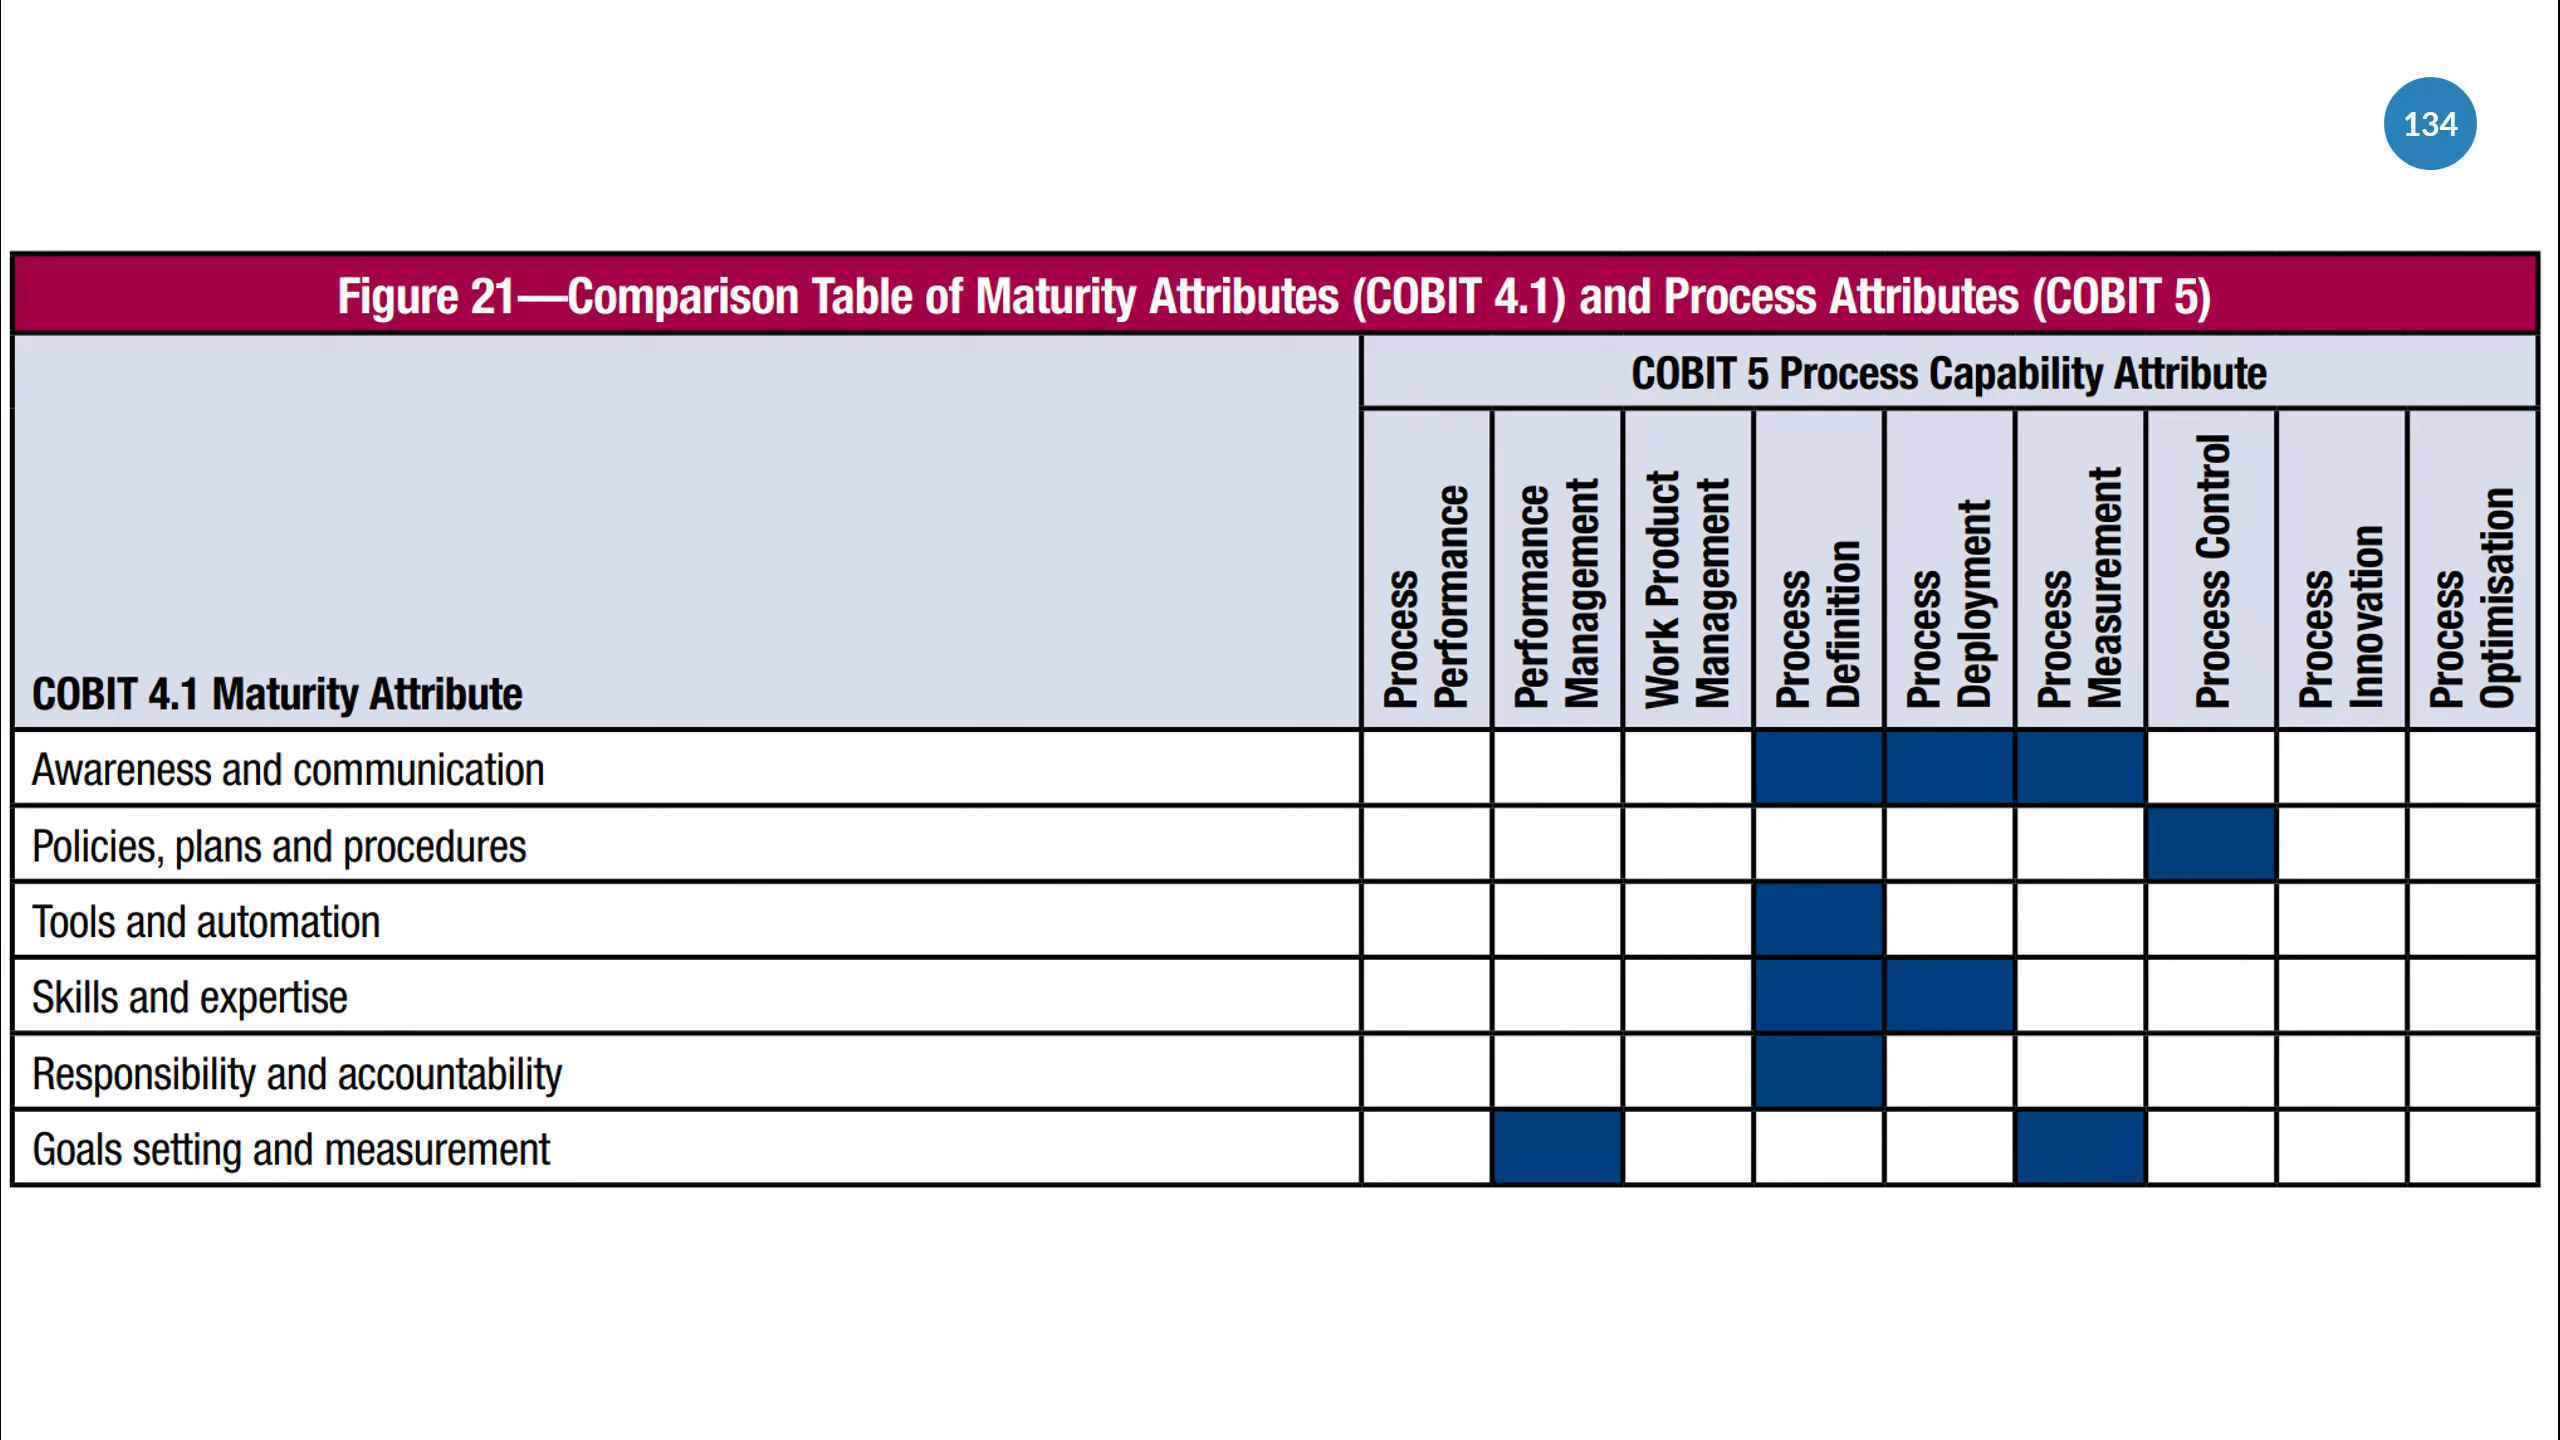 134
Figure 21—Comparison Table of Maturity Attributes (COBIT 4.1) and Process Attributes (COBIT 5)
COBIT 5 Process Capability Attribute
COBIT 4.1 Maturity Attribute
Process
Performance
Performance
Management
Work Product
Management
Process
Definition
Process
Deployment
Process
Measurement
Process Control
Process
Innovation
Process
Optimisation
Awareness and communication
Policies, plans and procedures
Tools and automation
Skills and expertise
Responsibility and accountability
Goals setting and measurement